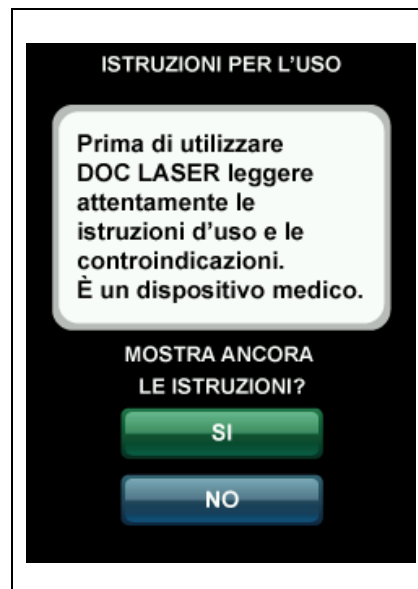 ISTRUZIONI PER L'USO
Prima di utilizzare
DOC LASER leggere
attentamente le
istruzioni d'uso e le
controindicazioni.
È un dispositivo medico.
MOSTRA ANCORA
LE ISTRUZIONI?
SI
NO